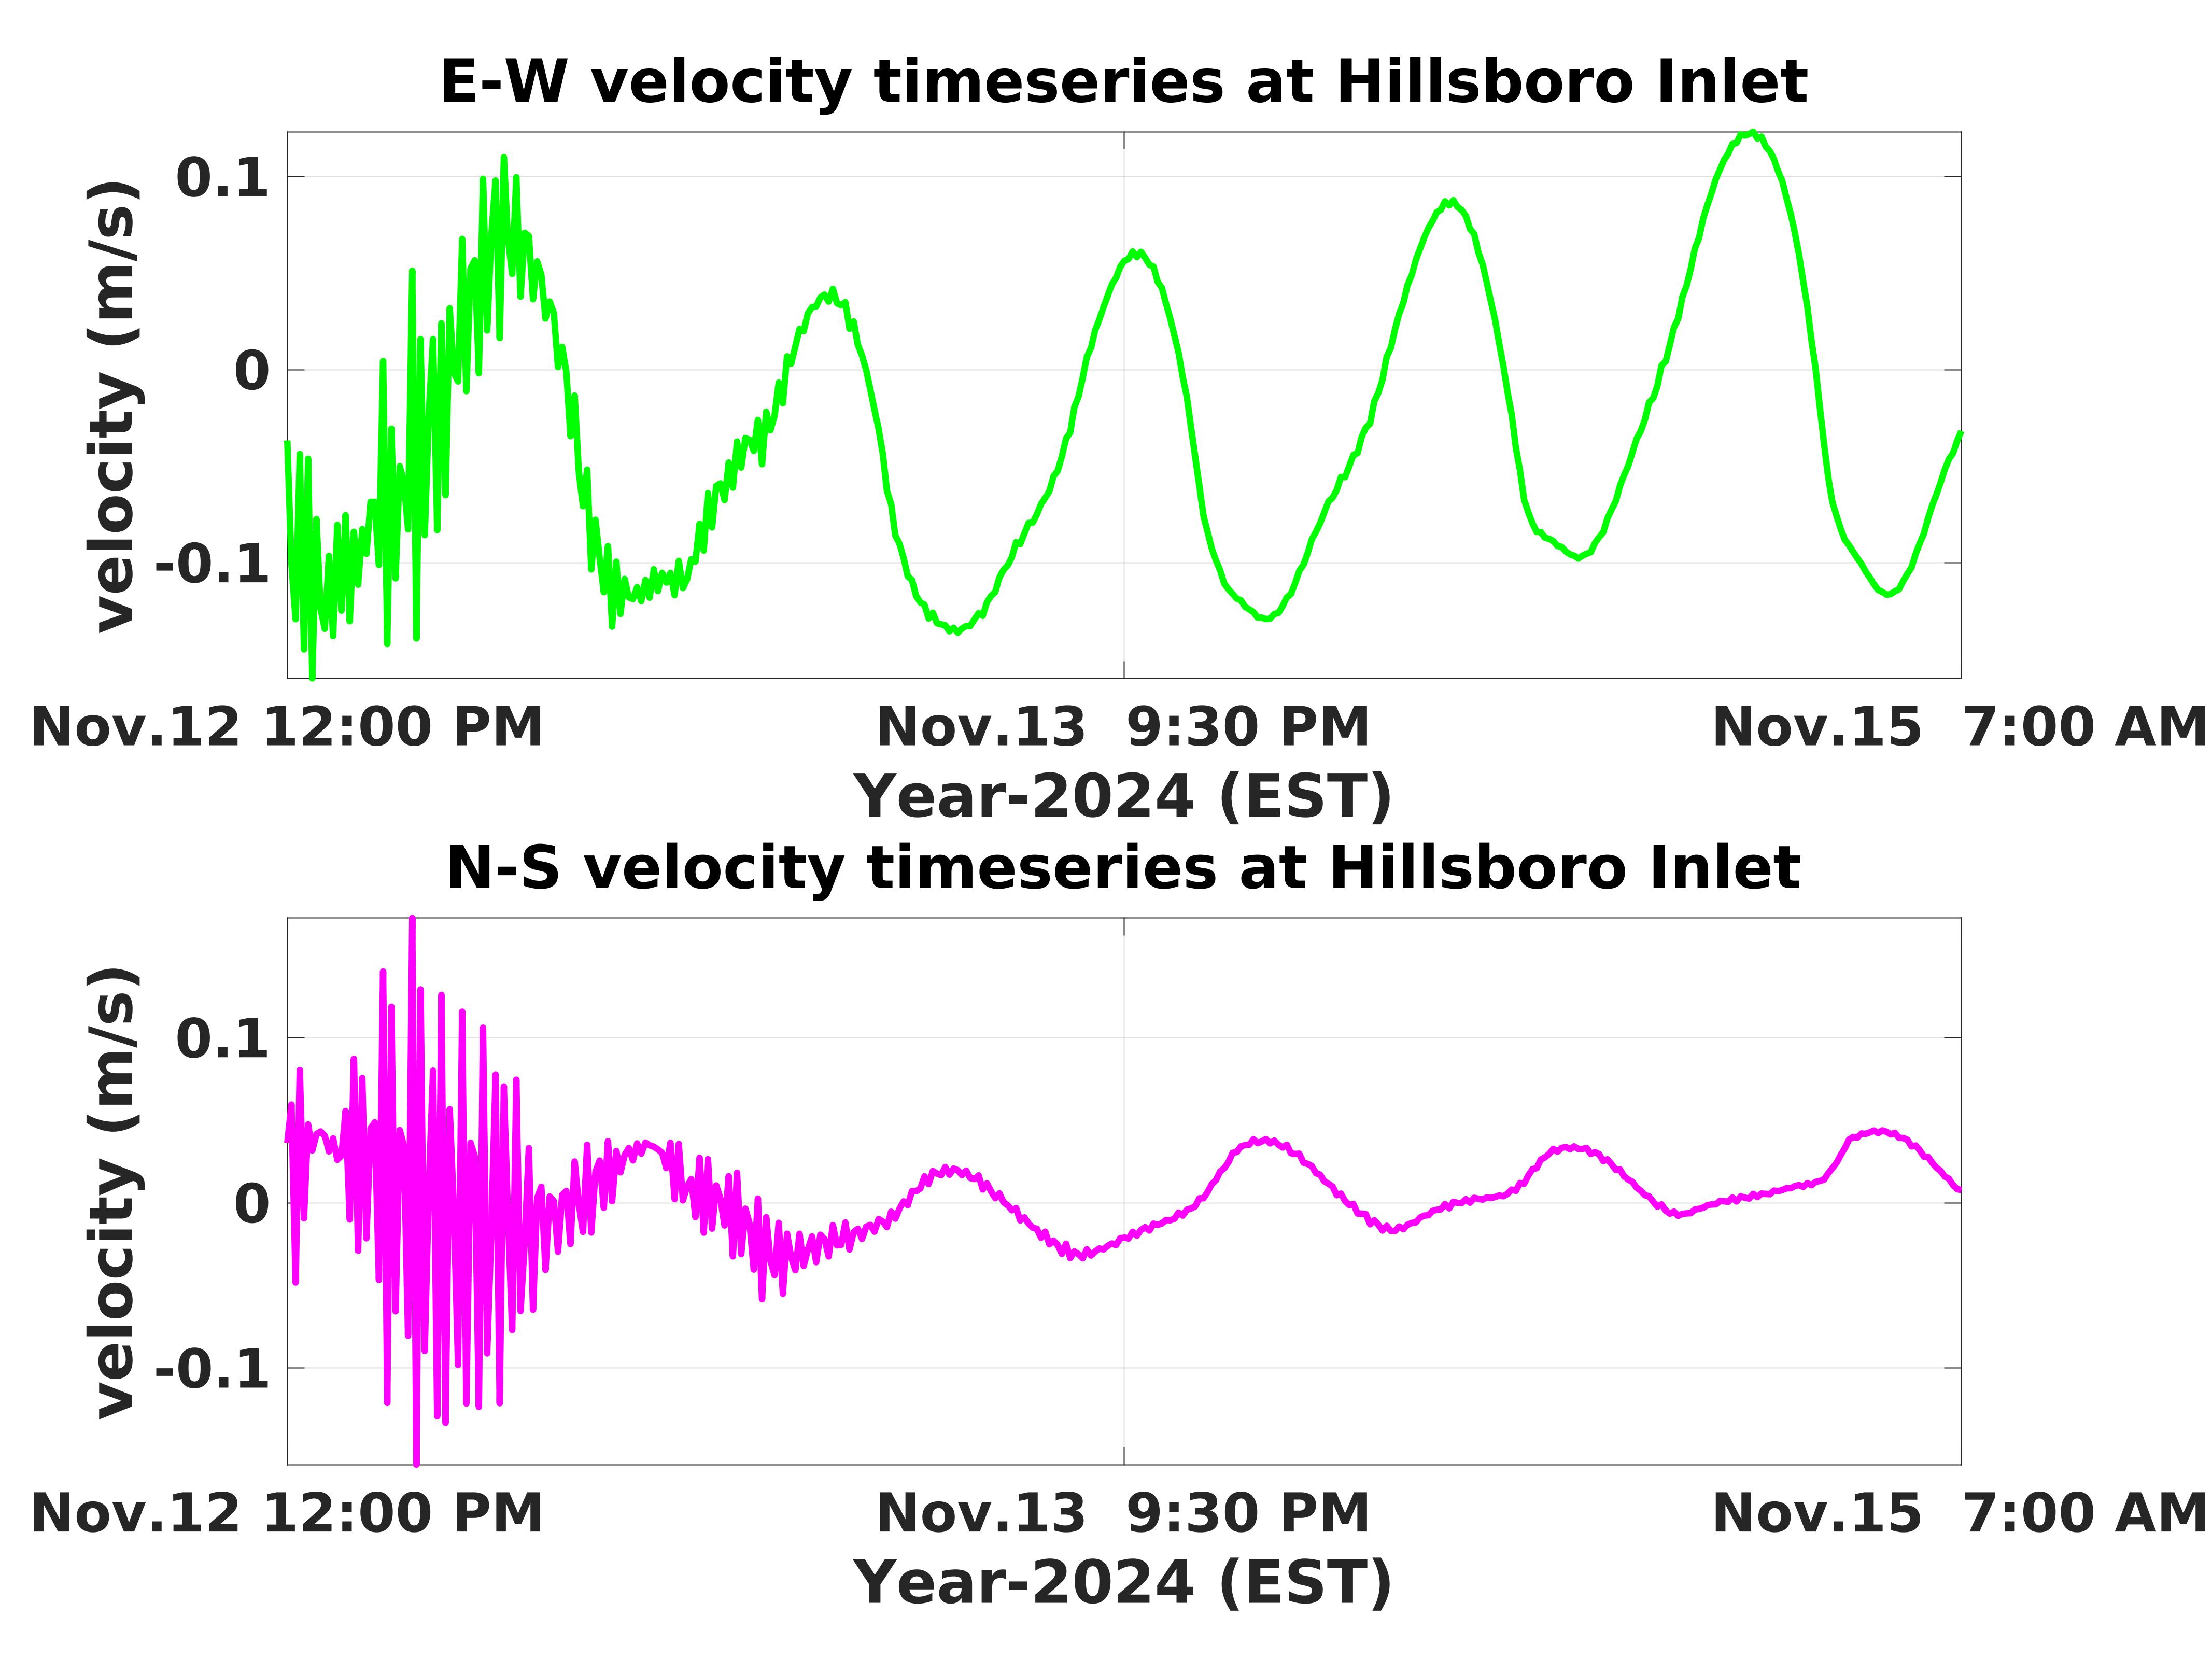 E-W velocity timeseries at Hillsboro Inlet
velocity (m/s)
0.1
0
-0.1
Nov.12 12:00 PM Nov.13 9:30 PM Nov.15 7:00 AM
Year-2024 (EST)
N-S velocity timeseries at Hillsboro Inlet
velocity (m/s)
0.1
0
-0.1
Nov.12 12:00 PM Nov.13 9:30 PM Nov.15 7:00 AM
Year-2024 (EST)